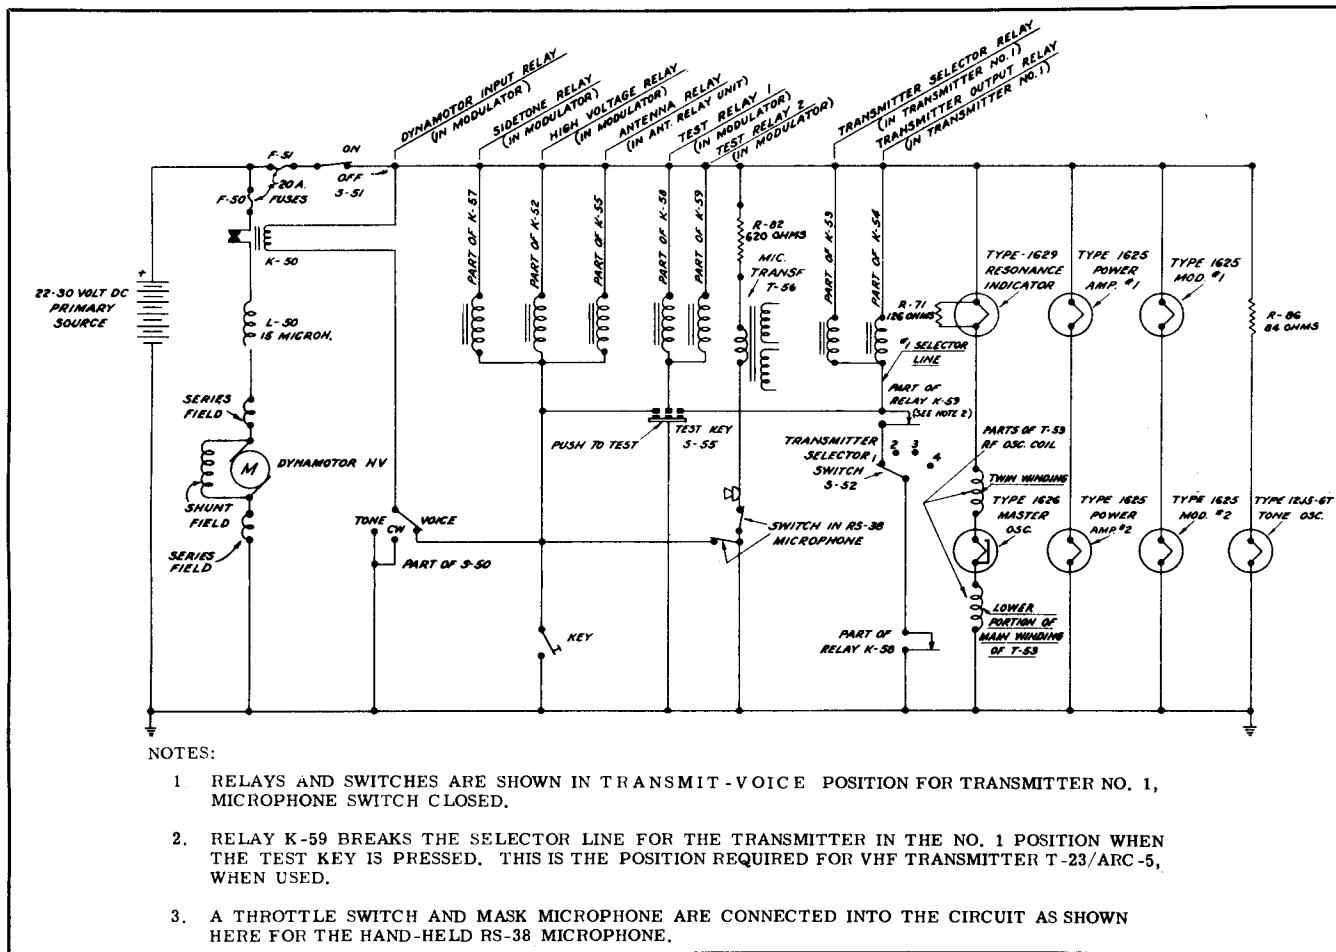 DYNAMOTOR INPUT RELAY
(IN MODULATOR)
SIDETONE RELAY
(IN MODULATOR)
HIGH VOLTAGE RELAY
(IN MODULATOR)
ANTENNA RELAY
(IN ANT. RELAY UNIT)
TEST RELAY 1
(IN MODULATOR)
TEST RELAY 2
(IN MODULATOR)
TRANSMITTER SELECTOR RELAY
(IN TRANSMITTER NO. 1)
TRANSMITTER OUTPUT RELAY
(IN TRANSMITTER NO. 1)
F-51
ON
OFF
S-51
20 A.
FUSES
F-50
K-50
+
22-30 VOLT DC
PRIMARY
SOURCE
L-50
15 MICROH.
SERIES
FIELD
M
DYNAMOTOR HV
SHUNT
FIELD
SERIES
FIELD
PART OF K-57
PART OF K-52
PART OF K-55
PART OF K-58
PART OF K-59
R-82
620 OHMS
MIC.
TRANSF
T-56
PART OF K-53
PART OF K-54
R-71
126 OHMS
TYPE-1629
RESONANCE
INDICATOR
TYPE 1625
POWER
AMP. #1
TYPE 1625
MOD. #1
R-86
84 OHMS
#1 SELECTOR
LINE
PART OF
RELAY K-59
(SEE NOTE 2)
PUSH TO TEST
TEST KEY
S-55
TRANSMITTER
SELECTOR
SWITCH
S-52
1
2
3
4
PARTS OF T-53
RF OSC. COIL
TWIN WINDING
TYPE 1626
MASTER
OSC.
TYPE 1625
POWER
AMP. #2
TYPE 1625
MOD. #2
TYPE 12J5-GT
TONE OSC.
TONE
CW
VOICE
PART OF S-50
SWITCH IN RS-38
MICROPHONE
KEY
PART OF
RELAY K-58
LOWER
PORTION OF
MAIN WINDING
OF T-53
NOTES:
1. RELAYS AND SWITCHES ARE SHOWN IN TRANSMIT-VOICE POSITION FOR TRANSMITTER NO. 1,
MICROPHONE SWITCH CLOSED.
2. RELAY K-59 BREAKS THE SELECTOR LINE FOR THE TRANSMITTER IN THE NO. 1 POSITION WHEN
THE TEST KEY IS PRESSED. THIS IS THE POSITION REQUIRED FOR VHF TRANSMITTER T-23/ARC-5,
WHEN USED.
3. A THROTTLE SWITCH AND MASK MICROPHONE ARE CONNECTED INTO THE CIRCUIT AS SHOWN
HERE FOR THE HAND-HELD RS-38 MICROPHONE.